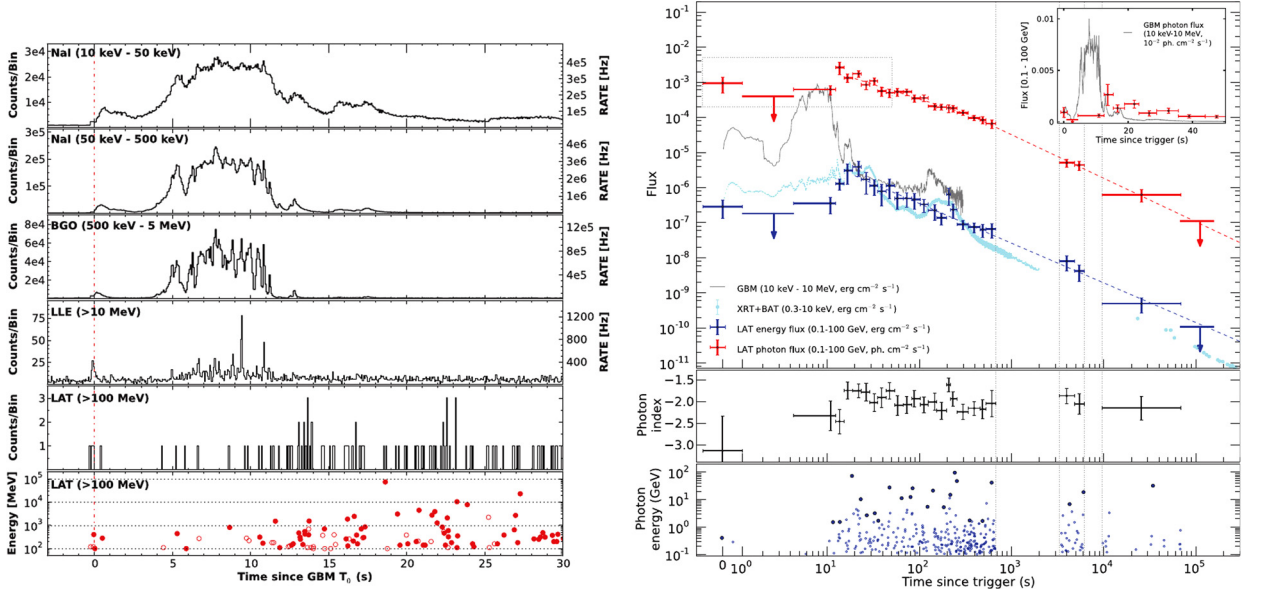 NaI (10 keV - 50 keV)
Counts/Bin
3e4
2e4
1e4
4e5
3e5
2e5
1e5
RATE [Hz]
NaI (50 keV - 500 keV)
Counts/Bin
3e5
2e5
1e5
4e6
3e6
2e6
1e6
RATE [Hz]
BGO (500 keV - 5 MeV)
Counts/Bin
8e4
6e4
4e4
2e4
12e5
8e5
4e5
RATE [Hz]
LLE (>10 MeV)
Counts/Bin
75
50
25
1200
800
400
RATE [Hz]
LAT (>100 MeV)
Counts/Bin
3
2
1
LAT (>100 MeV)
Energy [MeV]
10^5
10^4
10^3
10^2
0 5 10 15 20 25 30
Time since GBM T_0 (s)
Flux
10^-1
10^-2
10^-3
10^-4
10^-5
10^-6
10^-7
10^-8
10^-9
10^-10
10^-11
Flux [0.1 - 100 GeV]
0.01
0.005
0
GBM photon flux
(10 keV-10 MeV,
10^-2 ph. cm^-2 s^-1)
0 20 40
Time since trigger (s)
GBM (10 keV - 10 MeV, erg cm^-2 s^-1)
XRT+BAT (0.3-10 keV, erg cm^-2 s^-1)
LAT energy flux (0.1-100 GeV, erg cm^-2 s^-1)
LAT photon flux (0.1-100 GeV, ph. cm^-2 s^-1)
Photon
index
-1.5
-2.0
-2.5
-3.0
Photon
energy (GeV)
10^2
10^1
10^0
10^-1
0 10^0 10^1 10^2 10^3 10^4 10^5
Time since trigger (s)